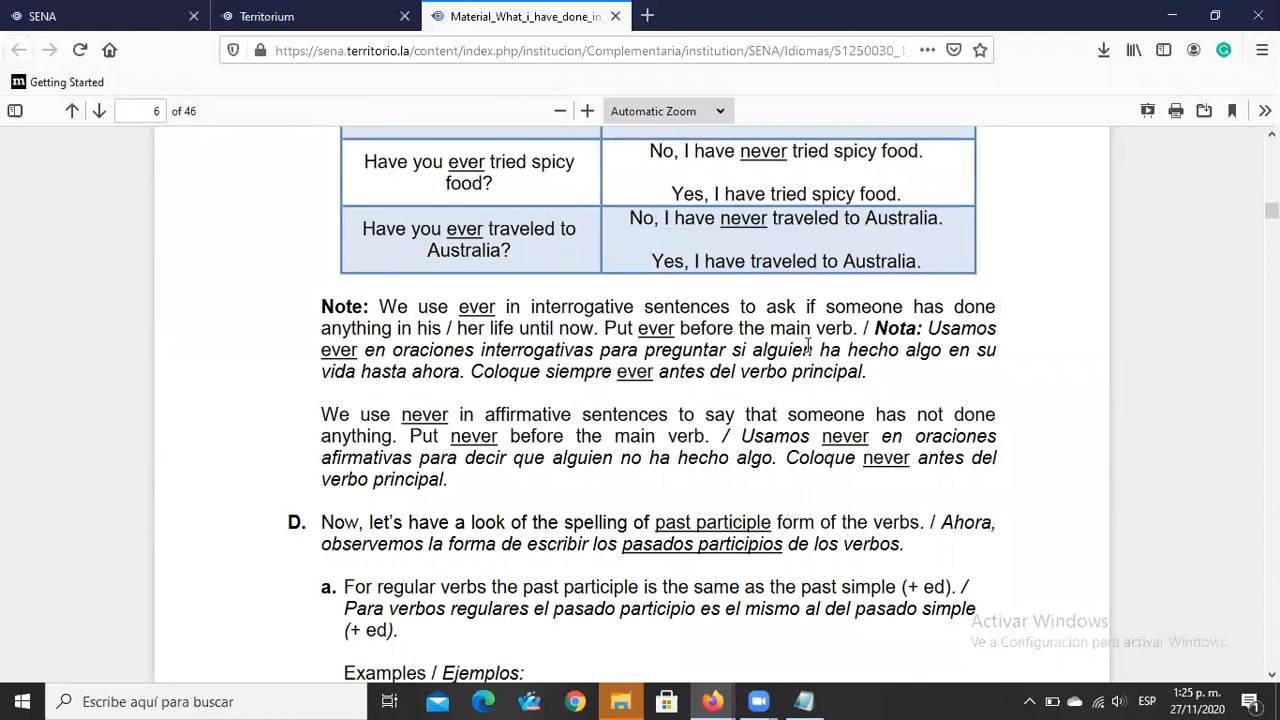 SENA
Territorium
Material_What_i_have_done_in_
https://sena.territorio.la/content/index.php/institucion/Complementaria/institution/SENA/Idiomas/51250030_1
Getting Started
6 of 46
Automatic Zoom
Have you ever tried spicy food?
No, I have never tried spicy food.
Yes, I have tried spicy food.
Have you ever traveled to Australia?
No, I have never traveled to Australia.
Yes, I have traveled to Australia.
Note: We use ever in interrogative sentences to ask if someone has done
anything in his / her life until now. Put ever before the main verb. / Nota: Usamos
ever en oraciones interrogativas para preguntar si alguien ha hecho algo en su
vida hasta ahora. Coloque siempre ever antes del verbo principal.
We use never in affirmative sentences to say that someone has not done
anything. Put never before the main verb. / Usamos never en oraciones
afirmativas para decir que alguien no ha hecho algo. Coloque never antes del
verbo principal.
D. Now, let's have a look of the spelling of past participle form of the verbs. / Ahora,
observemos la forma de escribir los pasados participios de los verbos.
a. For regular verbs the past participle is the same as the past simple (+ ed). /
Para verbos regulares el pasado participio es el mismo al del pasado simple
(+ ed).
Examples / Ejemplos:
Activar Windows
Ve a Configuración para activar Windows.
Escribe aquí para buscar
ESP
1:25 p. m.
27/11/2020